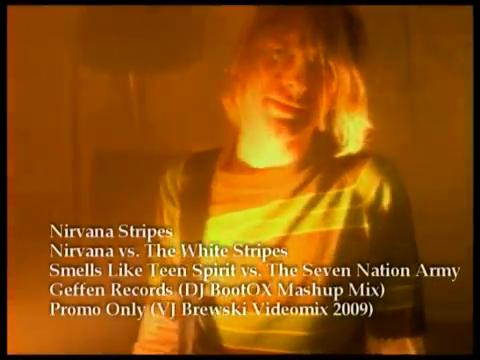 Nirvana Stripes
Nirvana vs. The White Stripes
Smells Like Teen Spirit vs. The Seven Nation Army
Geffen Records (DJ BootOX Mashup Mix)
Promo Only (VJ Brewski Videomix 2009)